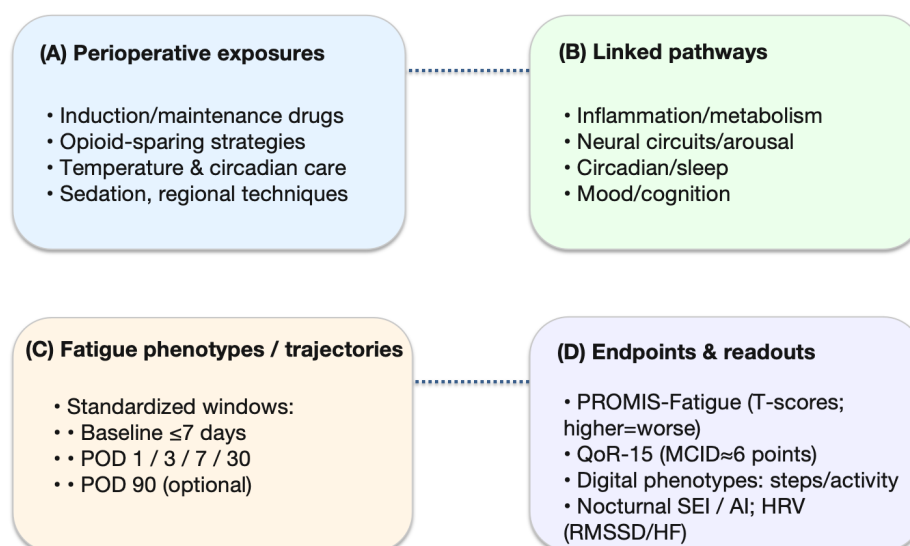 (A) Perioperative exposures
• Induction/maintenance drugs
• Opioid-sparing strategies
• Temperature & circadian care
• Sedation, regional techniques
(B) Linked pathways
• Inflammation/metabolism
• Neural circuits/arousal
• Circadian/sleep
• Mood/cognition
(C) Fatigue phenotypes / trajectories
• Standardized windows:
• • Baseline ≤7 days
• • POD 1 / 3 / 7 / 30
• • POD 90 (optional)
(D) Endpoints & readouts
• PROMIS-Fatigue (T-scores;
higher=worse)
• QoR-15 (MCID≈6 points)
• Digital phenotypes: steps/activity
• Nocturnal SEI / AI; HRV
(RMSSD/HF)